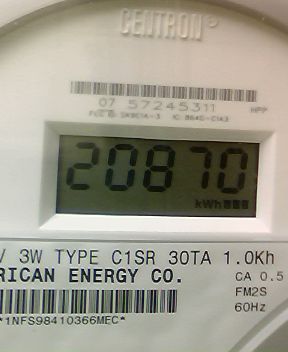 CENTRON®
07 57245311
HPP
20870
kWh
V 3W TYPE C1SR 30TA 1.0Kh
RICAN ENERGY CO.
CA 0.5
FM2S
60Hz
*1NFS98410366MEC*